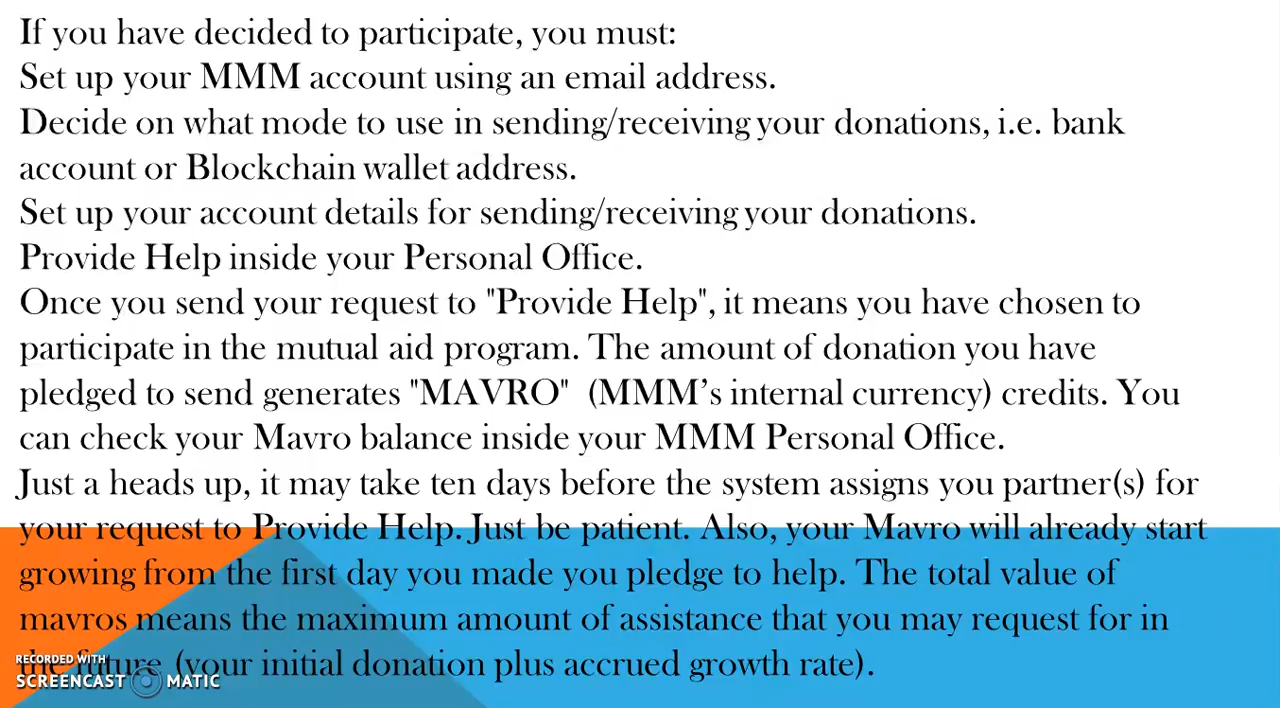 If you have decided to participate, you must:
Set up your MMM account using an email address.
Decide on what mode to use in sending/receiving your donations, i.e. bank
account or Blockchain wallet address.
Set up your account details for sending/receiving your donations.
Provide Help inside your Personal Office.
Once you send your request to "Provide Help", it means you have chosen to
participate in the mutual aid program. The amount of donation you have
pledged to send generates "MAVRO"  (MMM’s internal currency) credits. You
can check your Mavro balance inside your MMM Personal Office.
Just a heads up, it may take ten days before the system assigns you partner(s) for
your request to Provide Help. Just be patient. Also, your Mavro will already start
growing from the first day you made you pledge to help. The total value of
mavros means the maximum amount of assistance that you may request for in
the future (your initial donation plus accrued growth rate).
RECORDED WITH
SCREENCAST MATIC